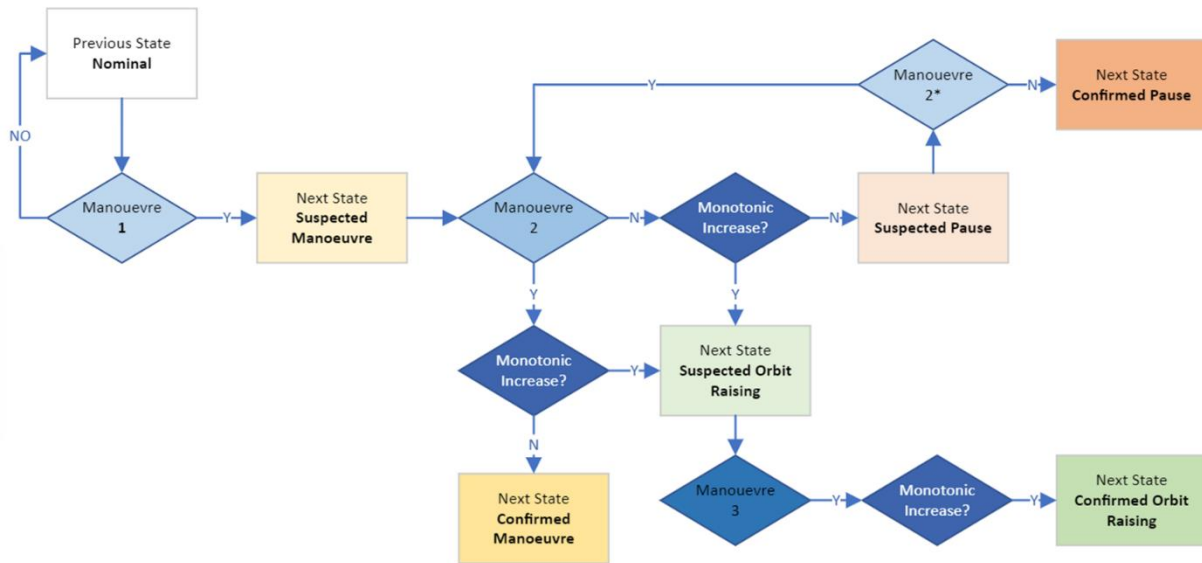 Previous State
Nominal
NO
Manouevre
1
Y
Next State
Suspected
Manoeuvre
Manouevre
2
N
Monotonic
Increase?
N
Next State
Suspected Pause
Manouevre
2*
Y
N
Next State
Confirmed Pause
Y
Y
Monotonic
Increase?
Y
Next State
Suspected Orbit
Raising
N
Next State
Confirmed
Manoeuvre
Manouevre
3
Y
Monotonic
Increase?
Y
Next State
Confirmed Orbit
Raising